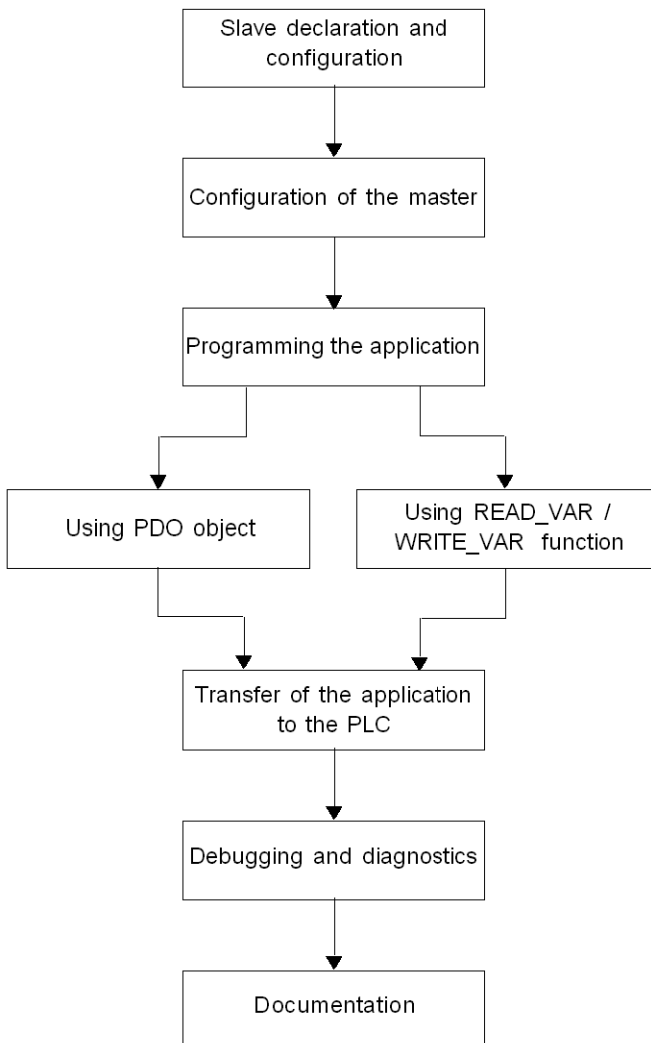 Slave declaration and
configuration
Configuration of the master
Programming the application
Using PDO object
Using READ_VAR /
WRITE_VAR function
Transfer of the application
to the PLC
Debugging and diagnostics
Documentation